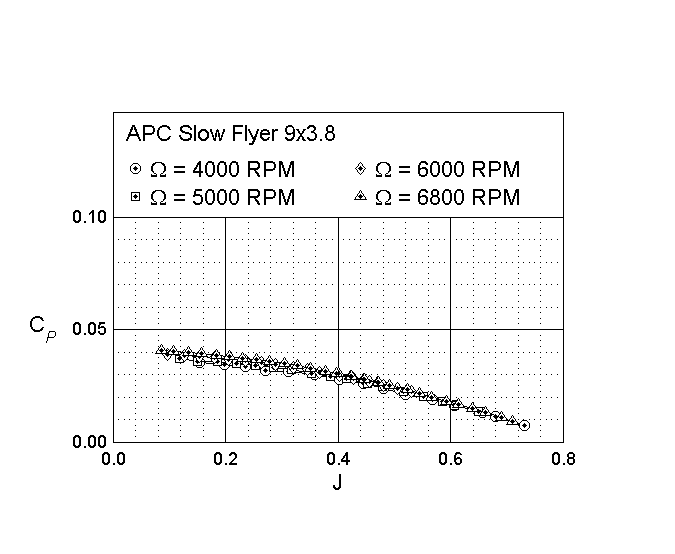 APC Slow Flyer 9x3.8
Ω = 4000 RPM
Ω = 6000 RPM
Ω = 5000 RPM
Ω = 6800 RPM
0.10
0.05
C_P
0.00
0.0 0.2 0.4 0.6 0.8
J